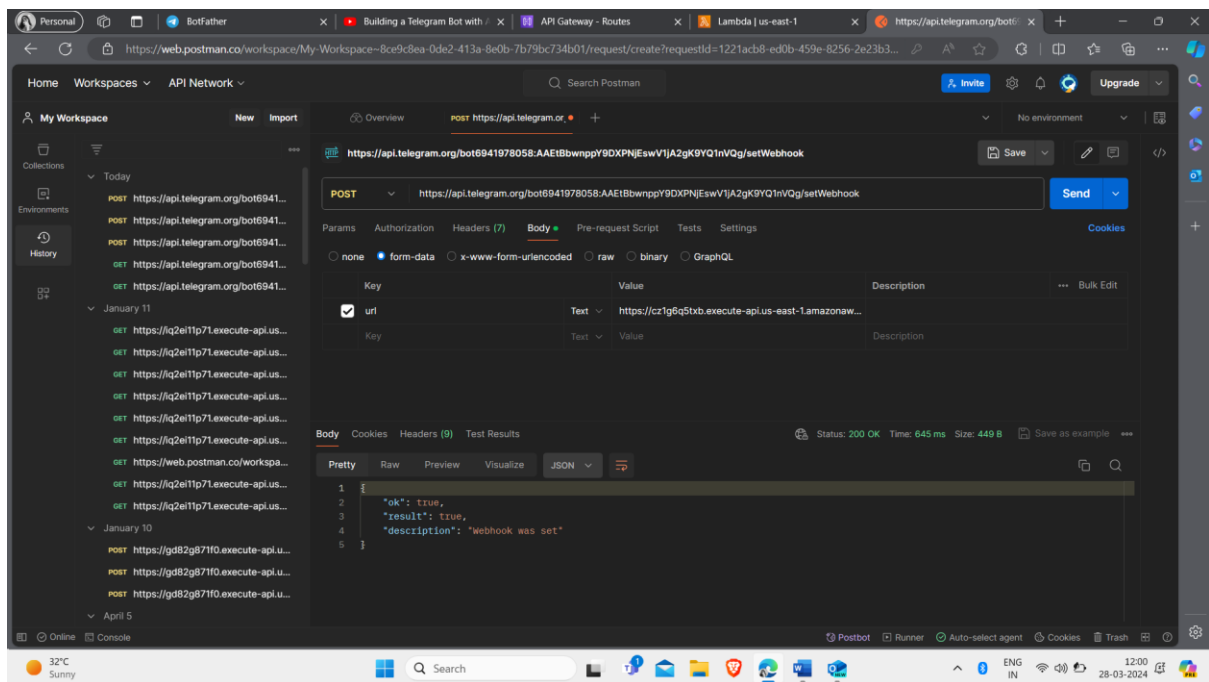 Personal
BotFather
Building a Telegram Bot with A
API Gateway - Routes
Lambda | us-east-1
https://api.telegram.org/bot69
https://web.postman.co/workspace/My-Workspace~8ce9c8ea-0de2-413a-8e0b-7b79bc734b01/request/create?requestId=1221acb8-ed0b-459e-8256-2e23b3...
Home Workspaces API Network
Search Postman
Invite
Upgrade
My Workspace New Import
Overview
POST https://api.telegram.or
No environment
Collections
Environments
History
Today
POST https://api.telegram.org/bot6941...
POST https://api.telegram.org/bot6941...
POST https://api.telegram.org/bot6941...
GET https://api.telegram.org/bot6941...
GET https://api.telegram.org/bot6941...
January 11
GET https://iq2ei11p71.execute-api.us...
GET https://iq2ei11p71.execute-api.us...
GET https://iq2ei11p71.execute-api.us...
GET https://iq2ei11p71.execute-api.us...
GET https://iq2ei11p71.execute-api.us...
GET https://iq2ei11p71.execute-api.us...
GET https://web.postman.co/workspa...
GET https://iq2ei11p71.execute-api.us...
GET https://iq2ei11p71.execute-api.us...
January 10
POST https://gd82g871f0.execute-api.u...
POST https://gd82g871f0.execute-api.u...
POST https://gd82g871f0.execute-api.u...
April 5
HTTP https://api.telegram.org/bot6941978058:AAEtBbwnppY9DXPNjEswV1jA2gK9YQ1nVQg/setWebhook
Save
POST https://api.telegram.org/bot6941978058:AAEtBbwnppY9DXPNjEswV1jA2gK9YQ1nVQg/setWebhook
Send
Params Authorization Headers (7) Body Pre-request Script Tests Settings Cookies
none form-data x-www-form-urlencoded raw binary GraphQL
Key Value Description ... Bulk Edit
url Text https://cz1g6q5txb.execute-api.us-east-1.amazonaw...
Key Text Value Description
Body Cookies Headers (9) Test Results
Status: 200 OK Time: 645 ms Size: 449 B Save as example
Pretty Raw Preview Visualize JSON
1 {
2 "ok": true,
3 "result": true,
4 "description": "Webhook was set"
5 }
Online Console
Postbot Runner Auto-select agent Cookies Trash
32°C
Sunny
Search
ENG
IN
12:00
28-03-2024